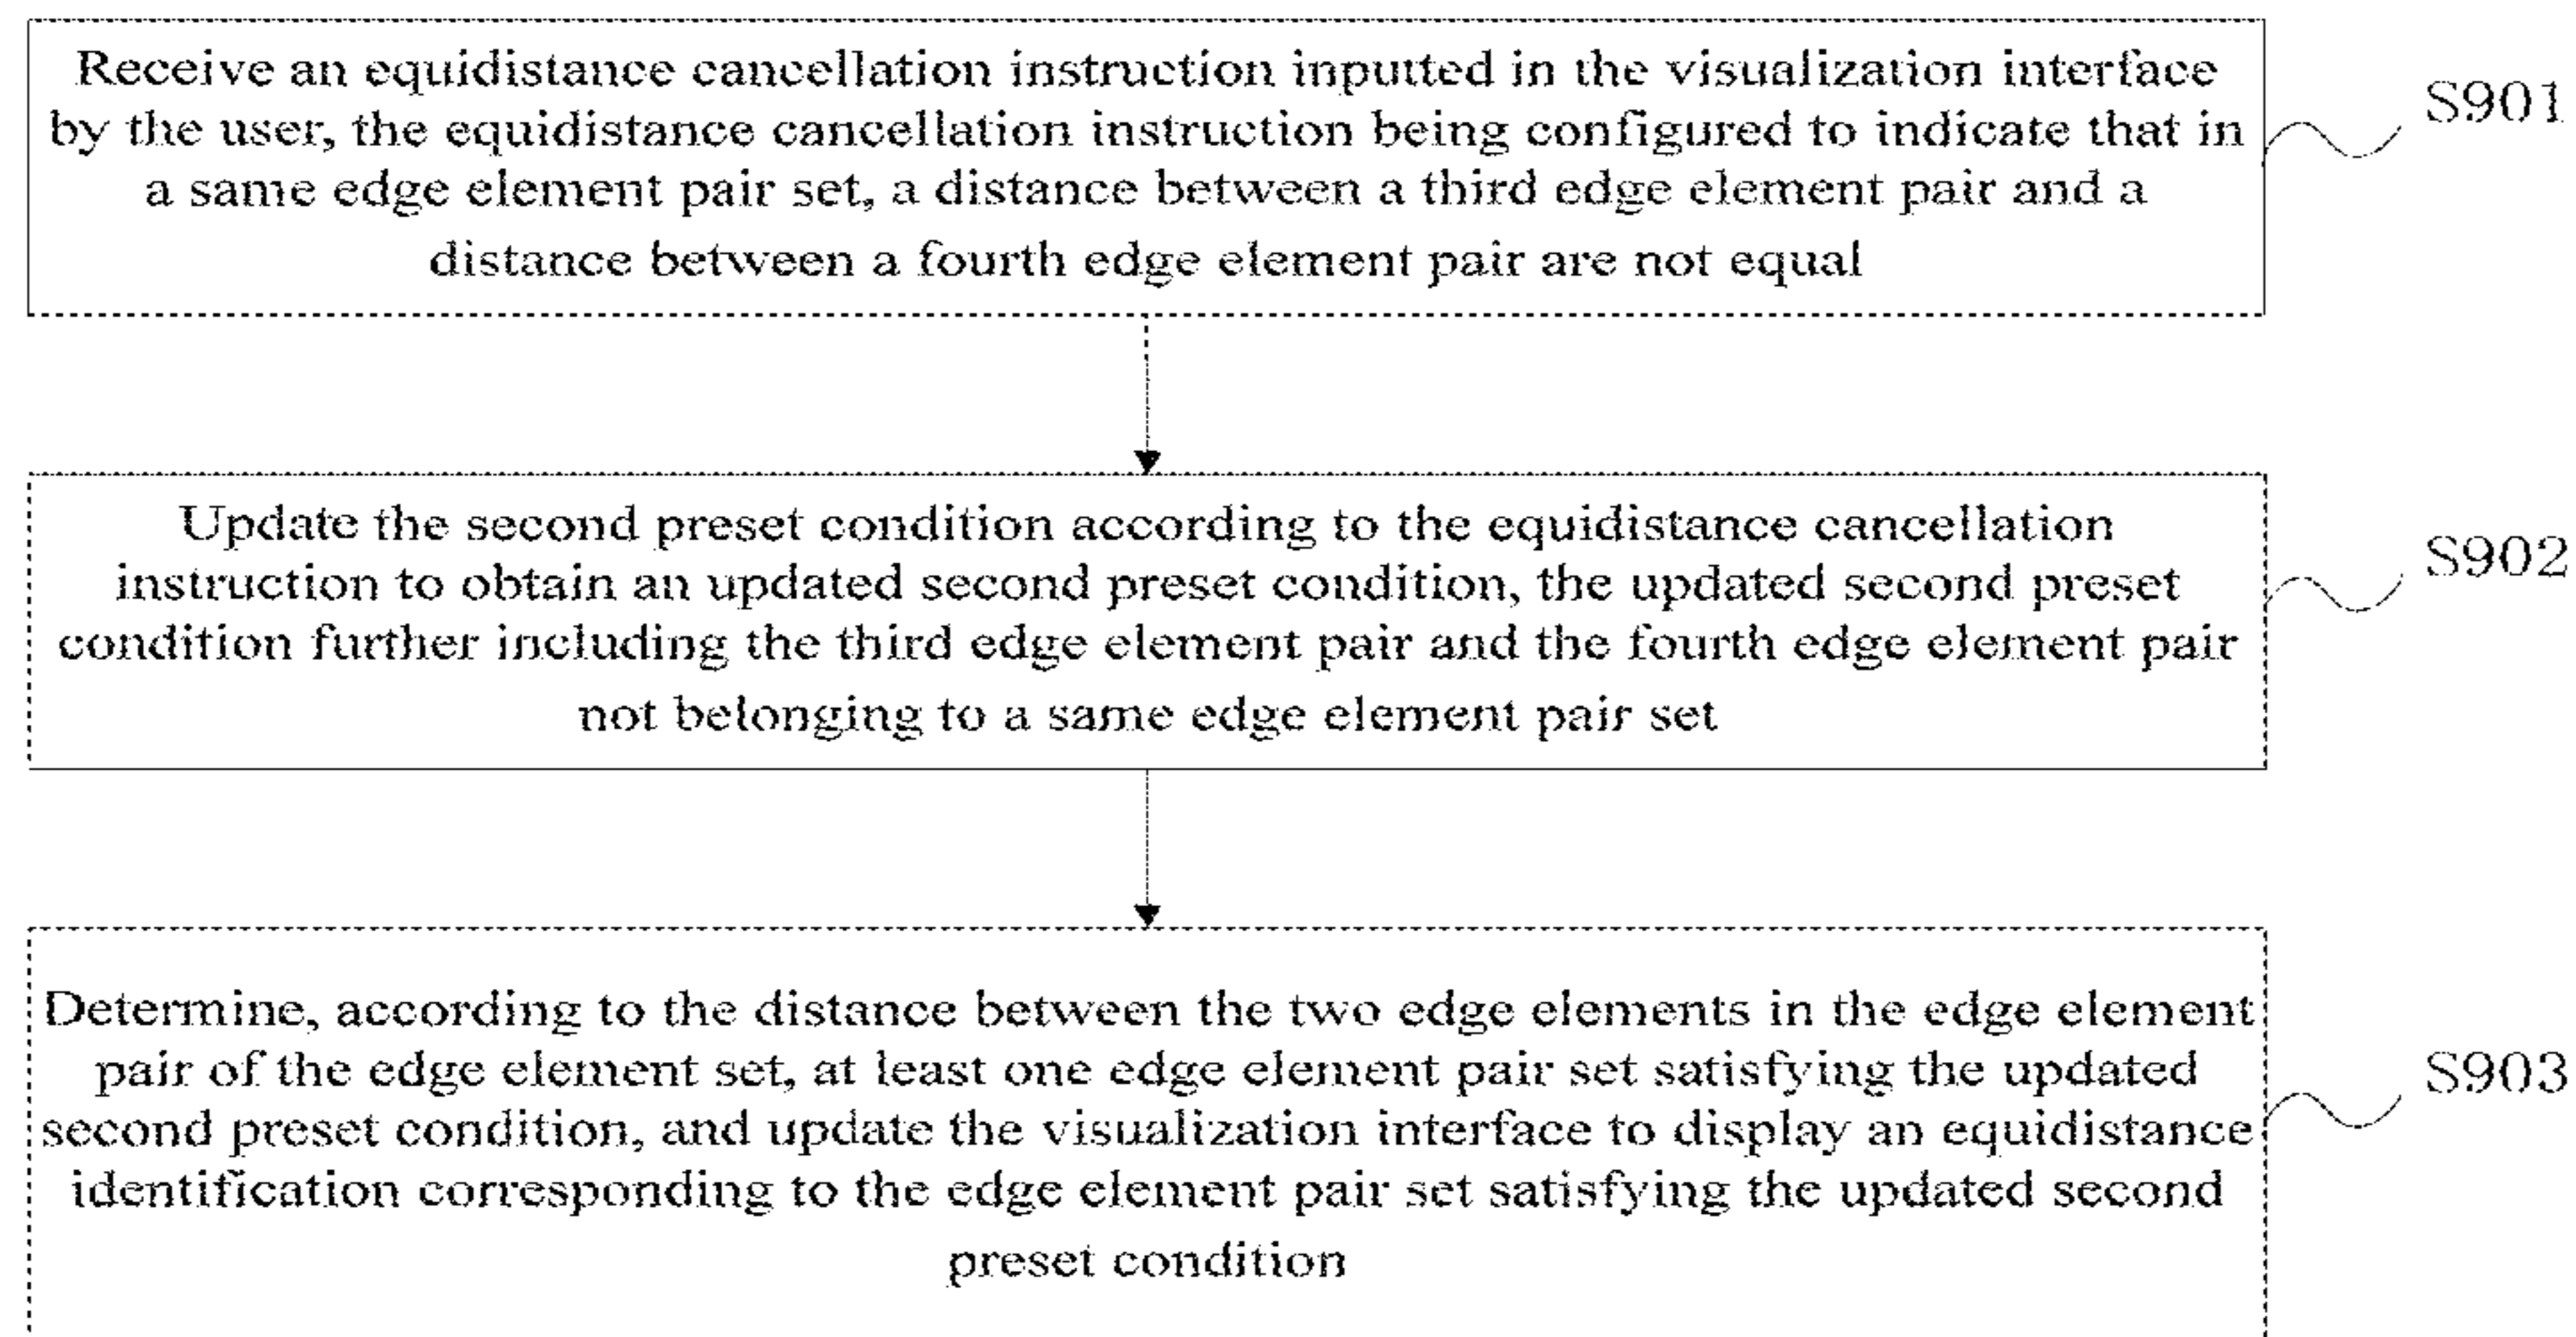 Receive an equidistance cancellation instruction inputted in the visualization interface
by the user, the equidistance cancellation instruction being configured to indicate that in
a same edge element pair set, a distance between a third edge element pair and a
distance between a fourth edge element pair are not equal
S901
Update the second preset condition according to the equidistance cancellation
instruction to obtain an updated second preset condition, the updated second preset
condition further including the third edge element pair and the fourth edge element pair
not belonging to a same edge element pair set
S902
Determine, according to the distance between the two edge elements in the edge element
pair of the edge element set, at least one edge element pair set satisfying the updated
second preset condition, and update the visualization interface to display an equidistance
identification corresponding to the edge element pair set satisfying the updated second
preset condition
S903